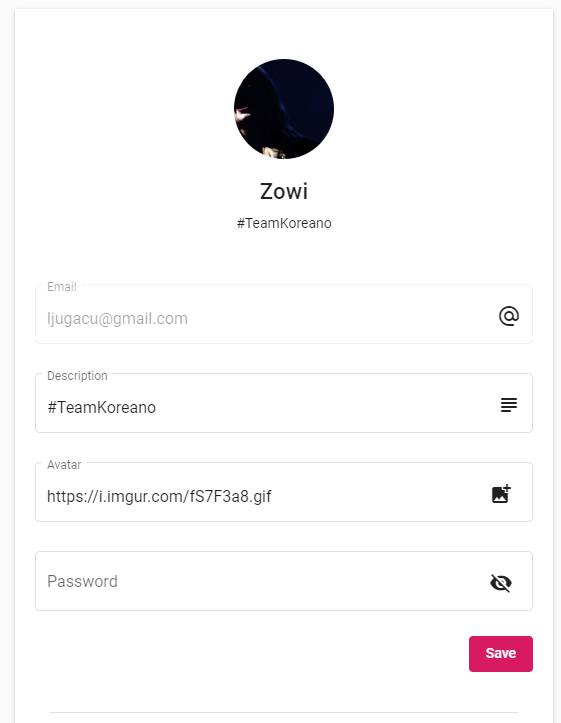 Zowi
#TeamKoreano
Email
ljugacu@gmail.com
Description
#TeamKoreano
Avatar
https://i.imgur.com/fS7F3a8.gif
Password
Save